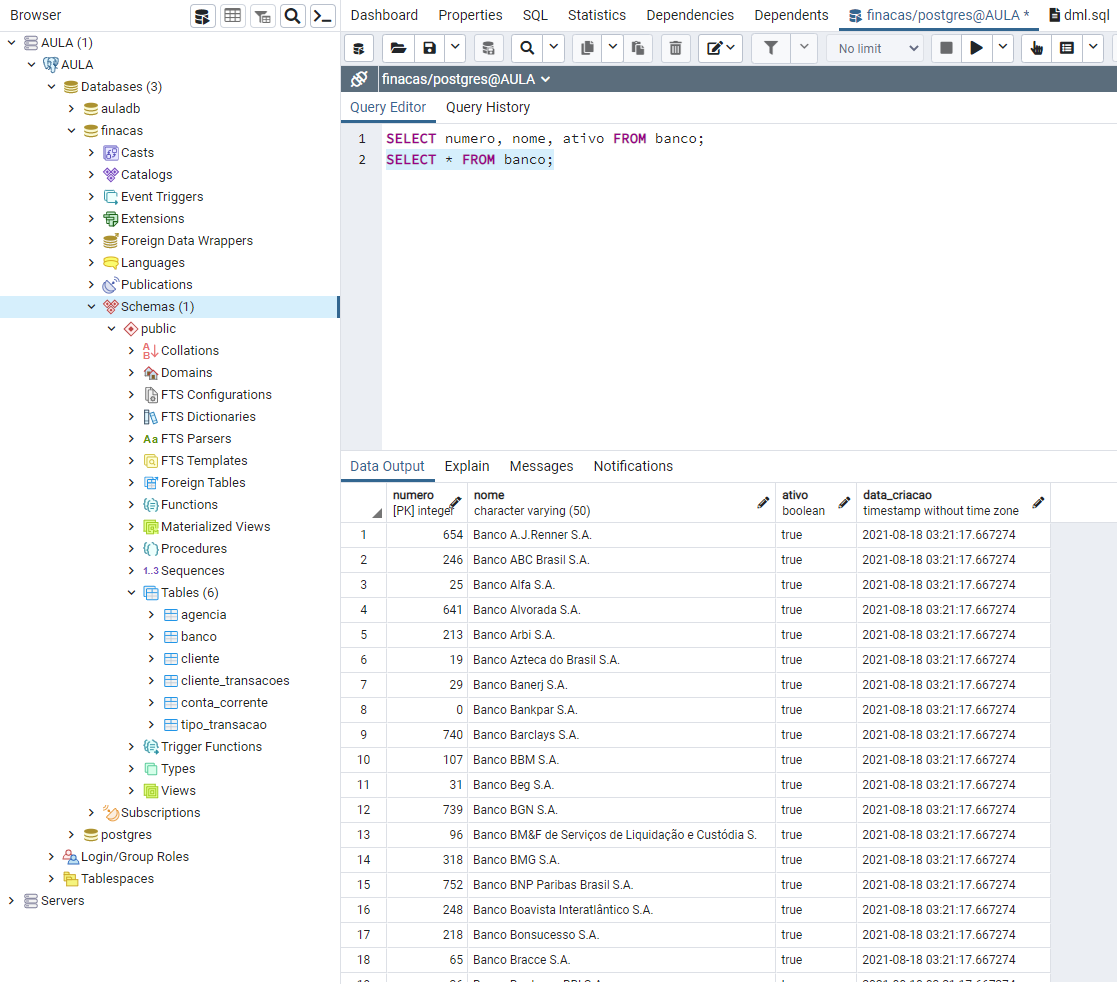 Browser
AULA (1)
AULA
Databases (3)
auladb
finacas
Casts
Catalogs
Event Triggers
Extensions
Foreign Data Wrappers
Languages
Publications
Schemas (1)
public
Collations
Domains
FTS Configurations
FTS Dictionaries
Aa FTS Parsers
FTS Templates
Foreign Tables
Functions
Materialized Views
Procedures
1..3 Sequences
Tables (6)
agencia
banco
cliente
cliente_transacoes
conta_corrente
tipo_transacao
Trigger Functions
Types
Views
Subscriptions
postgres
Login/Group Roles
Tablespaces
Servers
Dashboard Properties SQL Statistics Dependencies Dependents finacas/postgres@AULA * dml.sql
No limit
finacas/postgres@AULA
Query Editor Query History
1 SELECT numero, nome, ativo FROM banco;
2 SELECT * FROM banco;
Data Output Explain Messages Notifications
numero nome ativo data_criacao
[PK] integer character varying (50) boolean timestamp without time zone
1 654 Banco A.J.Renner S.A. true 2021-08-18 03:21:17.667274
2 246 Banco ABC Brasil S.A. true 2021-08-18 03:21:17.667274
3 25 Banco Alfa S.A. true 2021-08-18 03:21:17.667274
4 641 Banco Alvorada S.A. true 2021-08-18 03:21:17.667274
5 213 Banco Arbi S.A. true 2021-08-18 03:21:17.667274
6 19 Banco Azteca do Brasil S.A. true 2021-08-18 03:21:17.667274
7 29 Banco Banerj S.A. true 2021-08-18 03:21:17.667274
8 0 Banco Bankpar S.A. true 2021-08-18 03:21:17.667274
9 740 Banco Barclays S.A. true 2021-08-18 03:21:17.667274
10 107 Banco BBM S.A. true 2021-08-18 03:21:17.667274
11 31 Banco Beg S.A. true 2021-08-18 03:21:17.667274
12 739 Banco BGN S.A. true 2021-08-18 03:21:17.667274
13 96 Banco BM&F de Serviços de Liquidação e Custódia S. true 2021-08-18 03:21:17.667274
14 318 Banco BMG S.A. true 2021-08-18 03:21:17.667274
15 752 Banco BNP Paribas Brasil S.A. true 2021-08-18 03:21:17.667274
16 248 Banco Boavista Interatlântico S.A. true 2021-08-18 03:21:17.667274
17 218 Banco Bonsucesso S.A. true 2021-08-18 03:21:17.667274
18 65 Banco Bracce S.A. true 2021-08-18 03:21:17.667274